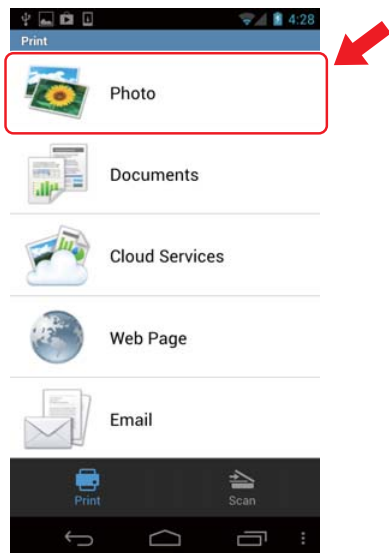 4:28
Print
Photo
Documents
Cloud Services
Web Page
Email
Print
Scan